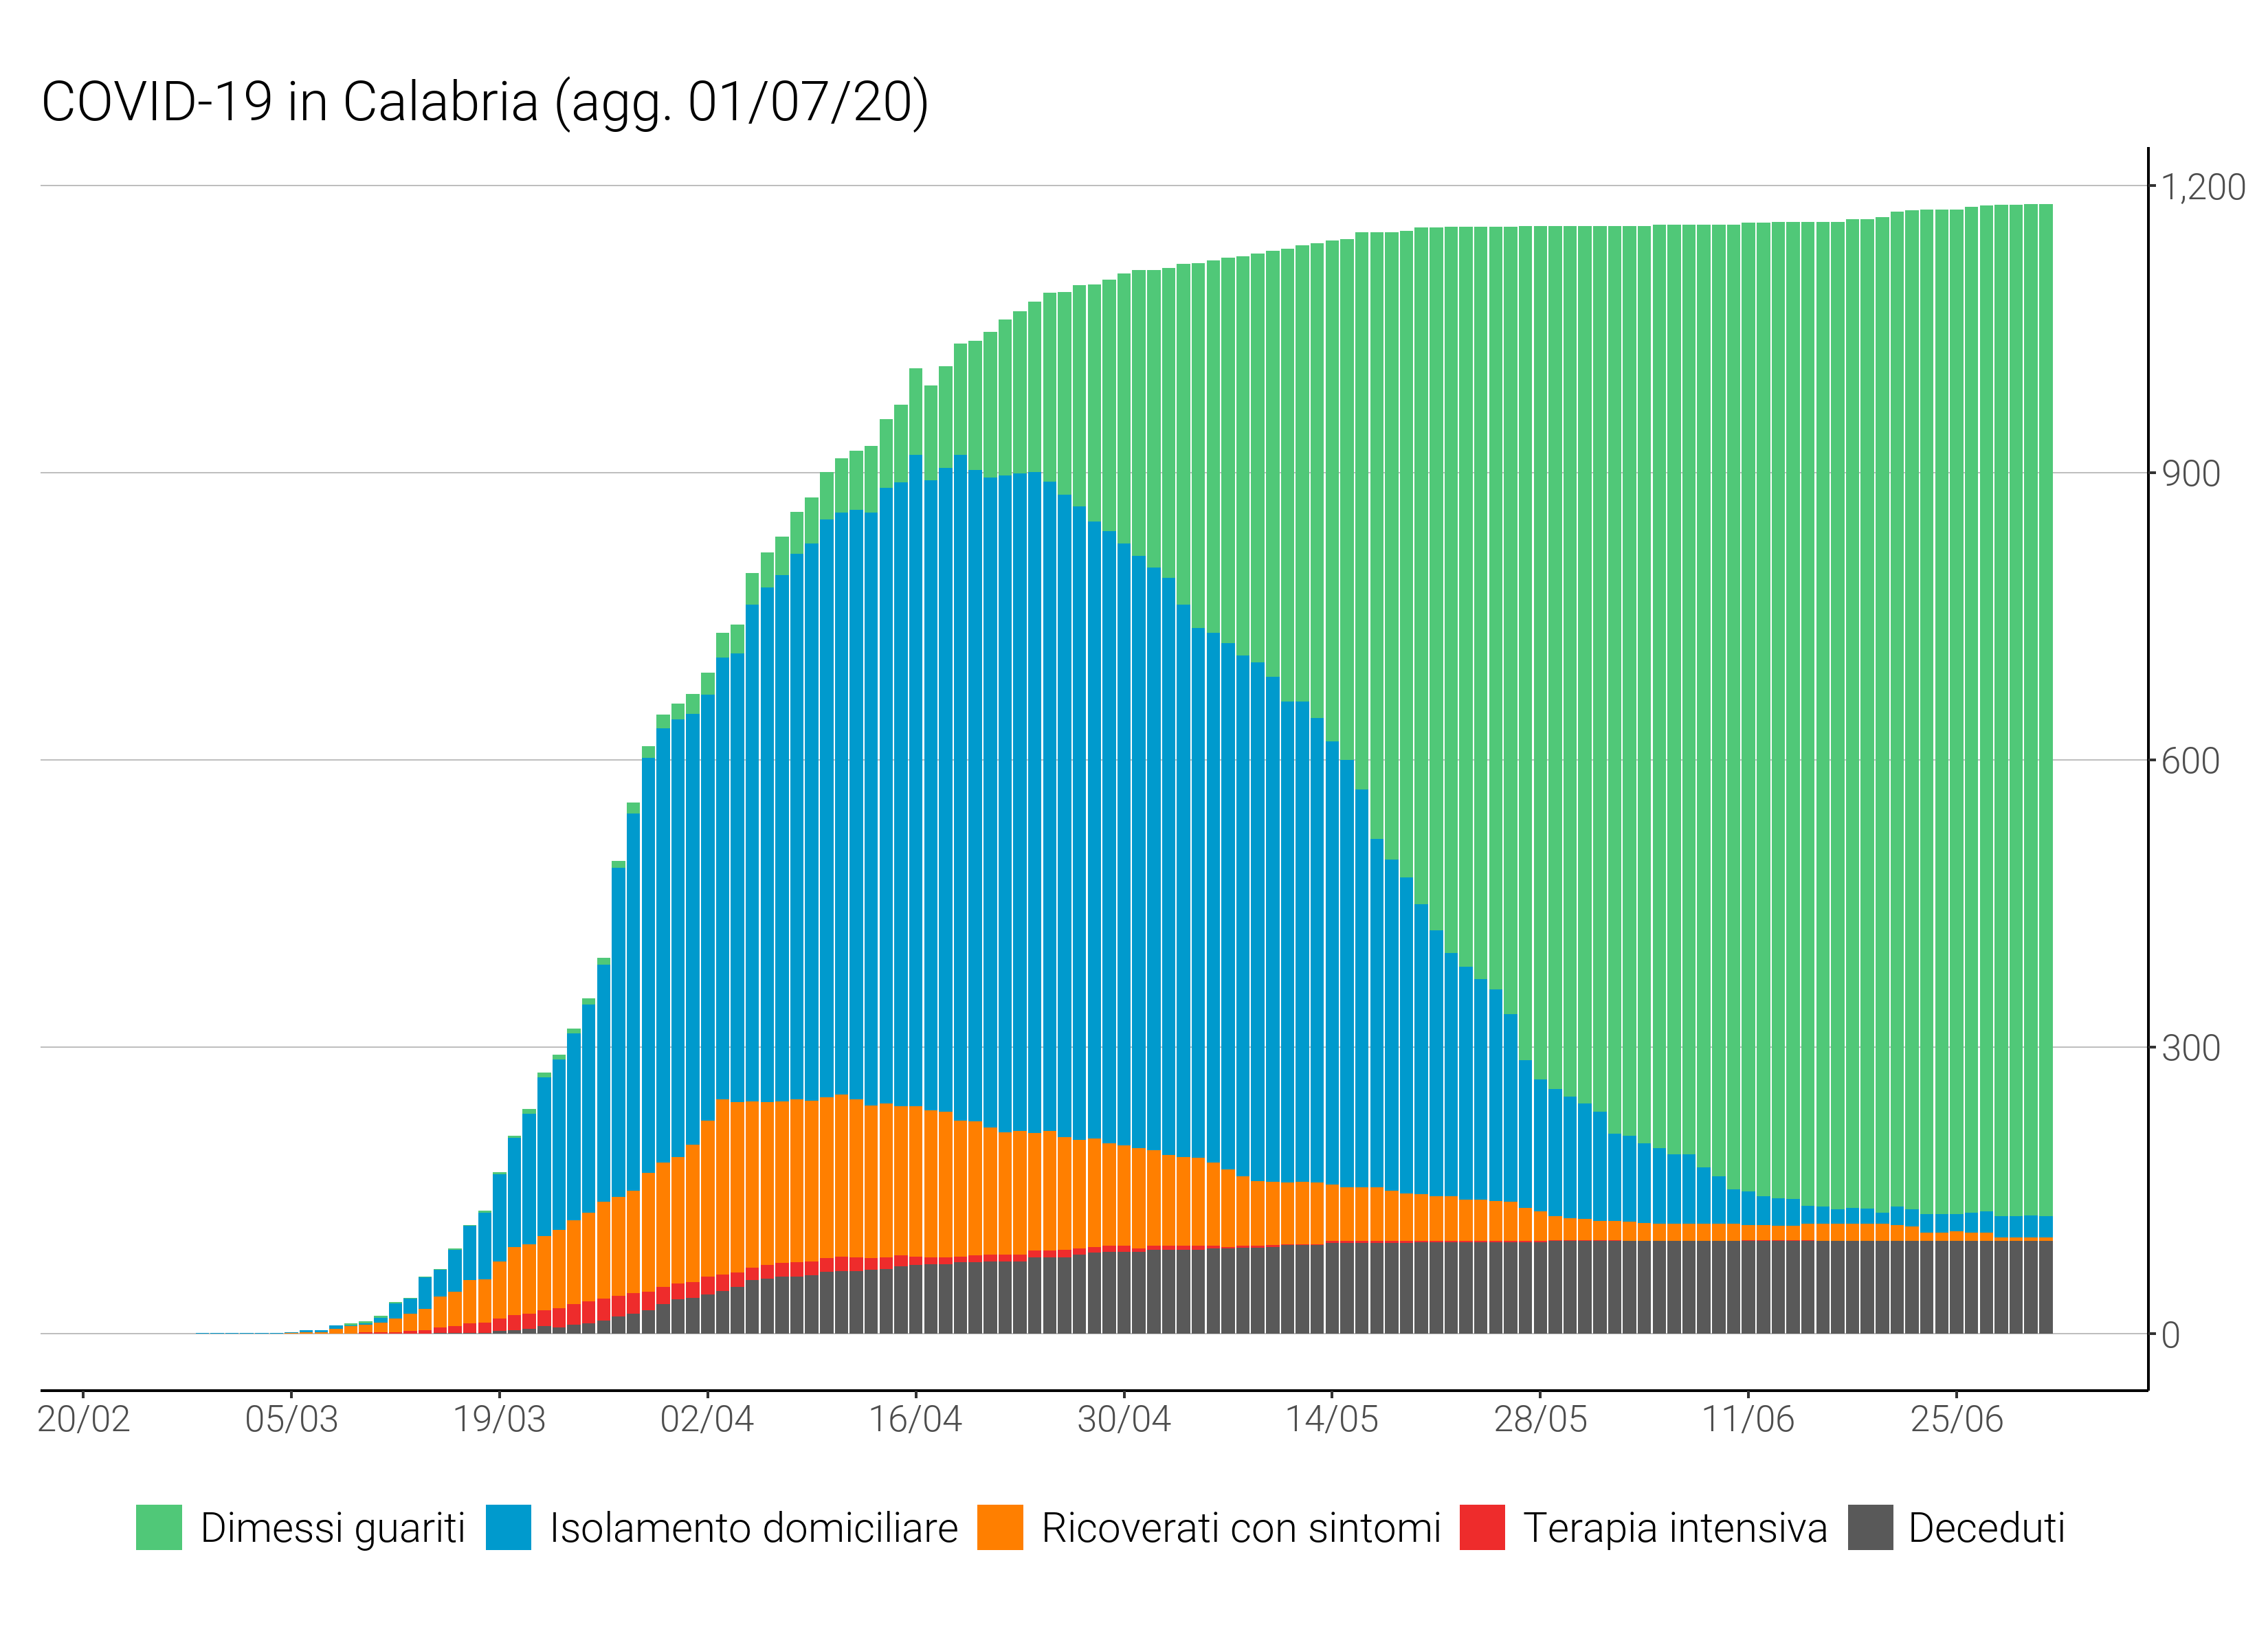 COVID-19 in Calabria (agg. 01/07/20)
1,200
900
600
300
0
20/02 05/03 19/03 02/04 16/04 30/04 14/05 28/05 11/06 25/06
Dimessi guariti Isolamento domiciliare Ricoverati con sintomi Terapia intensiva Deceduti